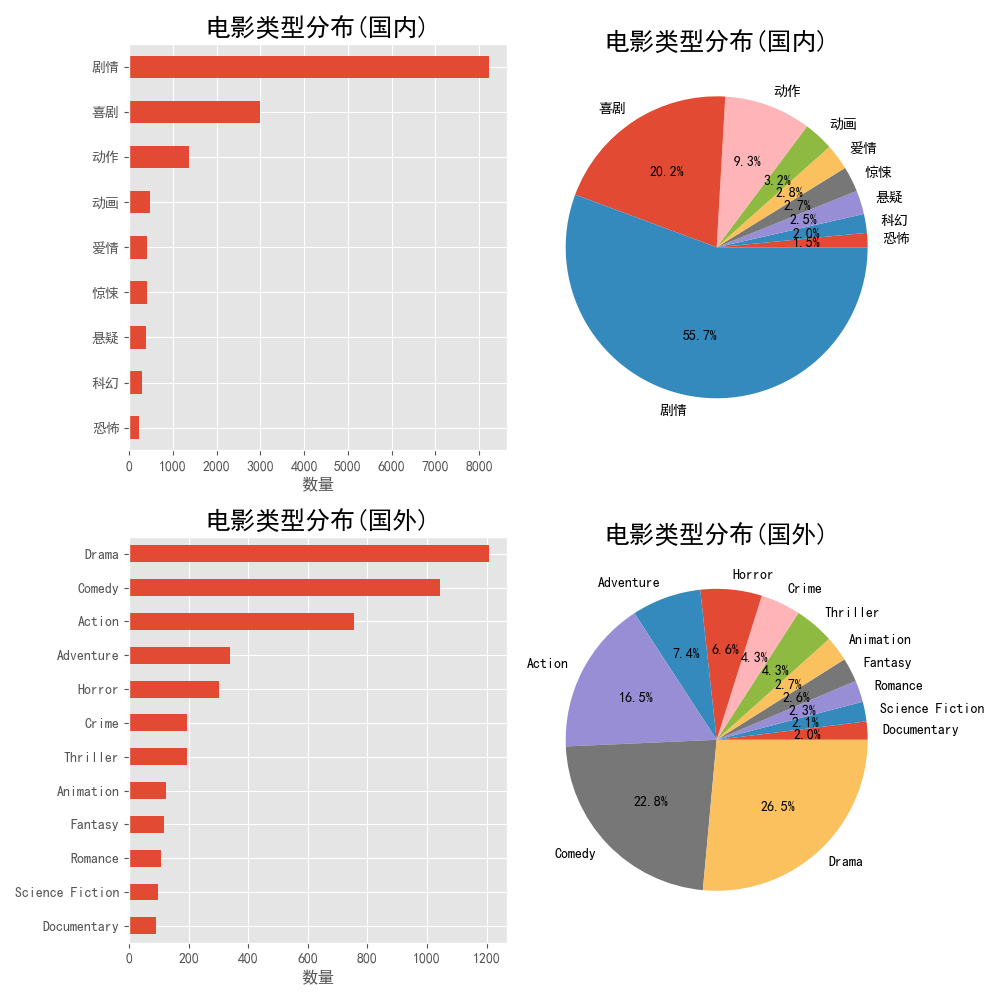 电影类型分布(国内)
剧情
喜剧
动作
动画
爱情
惊悚
悬疑
科幻
恐怖
0 1000 2000 3000 4000 5000 6000 7000 8000
数量
电影类型分布(国内)
动作
喜剧
动画
爱情
惊悚
悬疑
科幻
恐怖
剧情
9.3%
20.2%
3.2%
2.8%
2.7%
2.5%
2.0%
1.5%
55.7%
电影类型分布(国外)
Drama
Comedy
Action
Adventure
Horror
Crime
Thriller
Animation
Fantasy
Romance
Science Fiction
Documentary
0 200 400 600 800 1000 1200
数量
电影类型分布(国外)
Horror
Adventure
Crime
Thriller
Animation
Fantasy
Action
Romance
Science Fiction
Documentary
Comedy
Drama
6.6%
7.4%
4.3%
4.3%
2.7%
2.6%
16.5%
2.3%
2.1%
2.0%
22.8%
26.5%